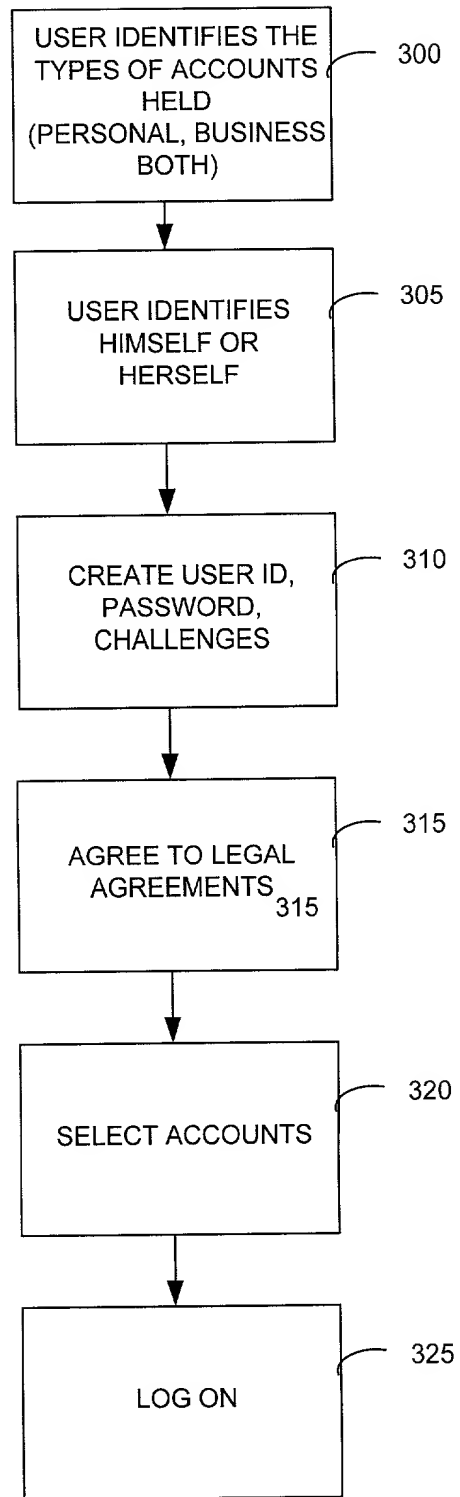 USER IDENTIFIES THE
TYPES OF ACCOUNTS
HELD
(PERSONAL, BUSINESS
BOTH)
300
USER IDENTIFIES
HIMSELF OR
HERSELF
305
CREATE USER ID,
PASSWORD,
CHALLENGES
310
AGREE TO LEGAL
AGREEMENTS
315
315
SELECT ACCOUNTS
320
LOG ON
325